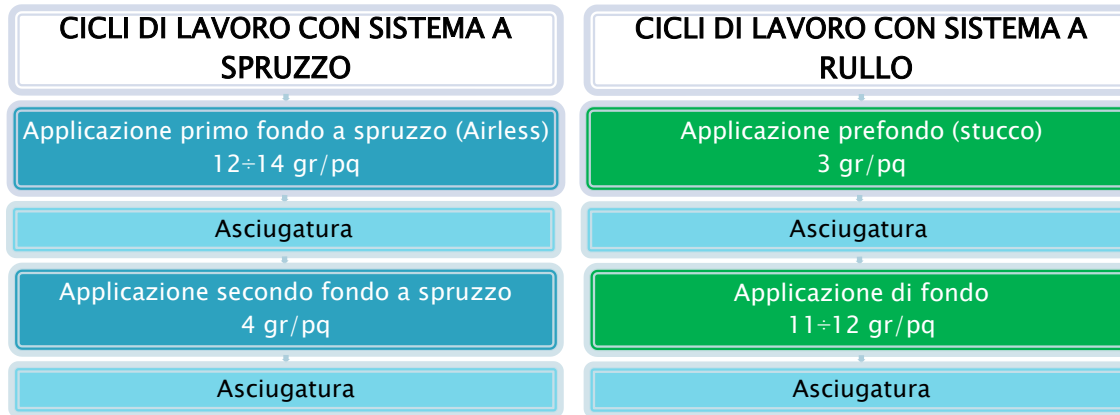 CICLI DI LAVORO CON SISTEMA A
SPRUZZO
Applicazione primo fondo a spruzzo (Airless)
12÷14 gr/pq
Asciugatura
Applicazione secondo fondo a spruzzo
4 gr/pq
Asciugatura
CICLI DI LAVORO CON SISTEMA A
RULLO
Applicazione prefondo (stucco)
3 gr/pq
Asciugatura
Applicazione di fondo
11÷12 gr/pq
Asciugatura